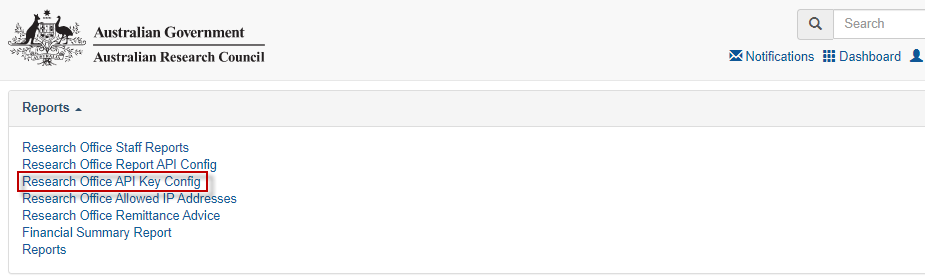 Australian Government
Australian Research Council
Search
Notifications Dashboard
Reports
Research Office Staff Reports
Research Office Report API Config
Research Office API Key Config
Research Office Allowed IP Addresses
Research Office Remittance Advice
Financial Summary Report
Reports